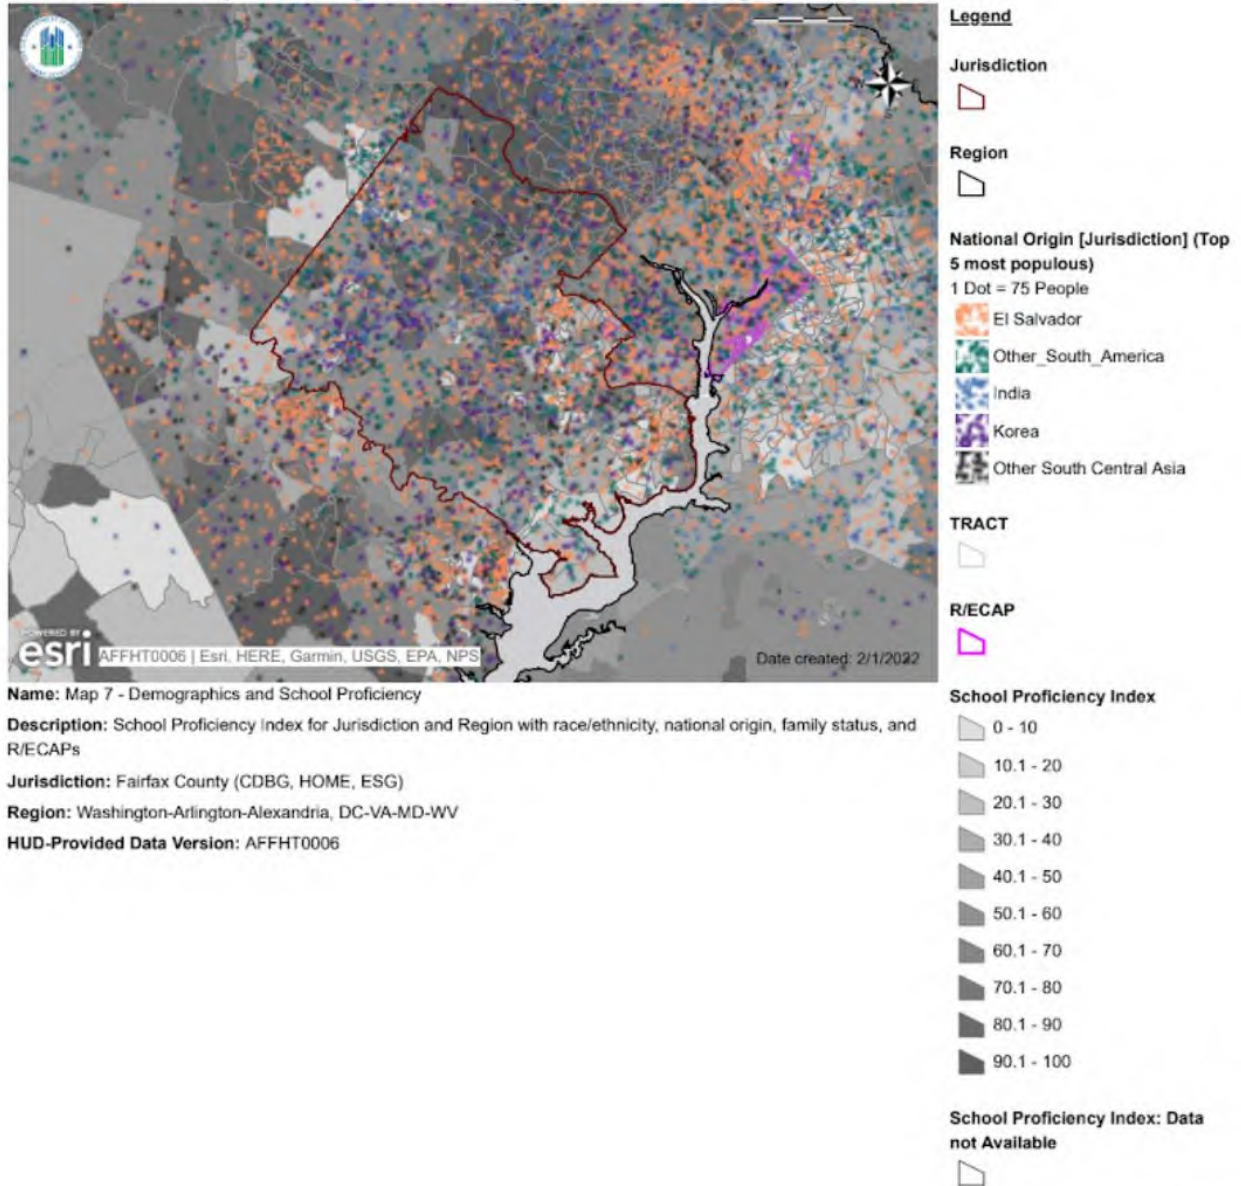 POWERED BY
esri
AFFHT0006 | Esri, HERE, Garmin, USGS, EPA, NPS
Date created: 2/1/2022
Name: Map 7 - Demographics and School Proficiency
Description: School Proficiency Index for Jurisdiction and Region with race/ethnicity, national origin, family status, and
R/ECAPs
Jurisdiction: Fairfax County (CDBG, HOME, ESG)
Region: Washington-Arlington-Alexandria, DC-VA-MD-WV
HUD-Provided Data Version: AFFHT0006
Legend
Jurisdiction
Region
National Origin [Jurisdiction] (Top
5 most populous)
1 Dot = 75 People
El Salvador
Other_South_America
India
Korea
Other South Central Asia
TRACT
R/ECAP
School Proficiency Index
0 - 10
10.1 - 20
20.1 - 30
30.1 - 40
40.1 - 50
50.1 - 60
60.1 - 70
70.1 - 80
80.1 - 90
90.1 - 100
School Proficiency Index: Data
not Available